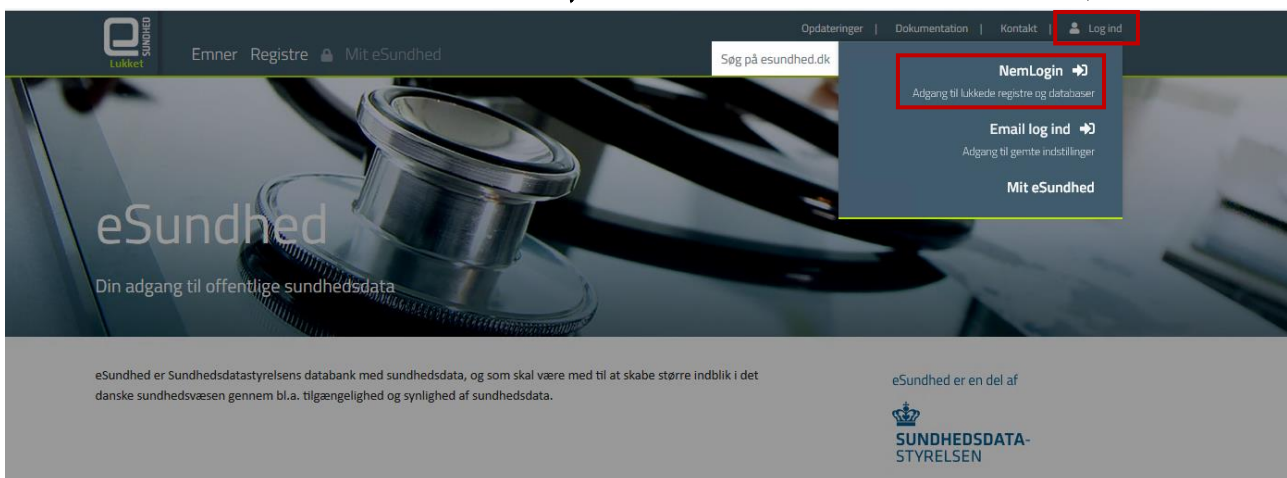 Opdateringer | Dokumentation | Kontakt | Log ind
SUNDHED
Lukket
Emner Registre Mit eSundhed
Søg på esundhed.dk
NemLogin
Adgang til lukkede registre og databaser
Email log ind
Adgang til gemte indstillinger
Mit eSundhed
eSundhed
Din adgang til offentlige sundhedsdata
eSundhed er Sundhedsdatastyrelsens databank med sundhedsdata, og som skal være med til at skabe større indblik i det
danske sundhedsvæsen gennem bl.a. tilgængelighed og synlighed af sundhedsdata.
eSundhed er en del af
SUNDHEDSDATA-
STYRELSEN